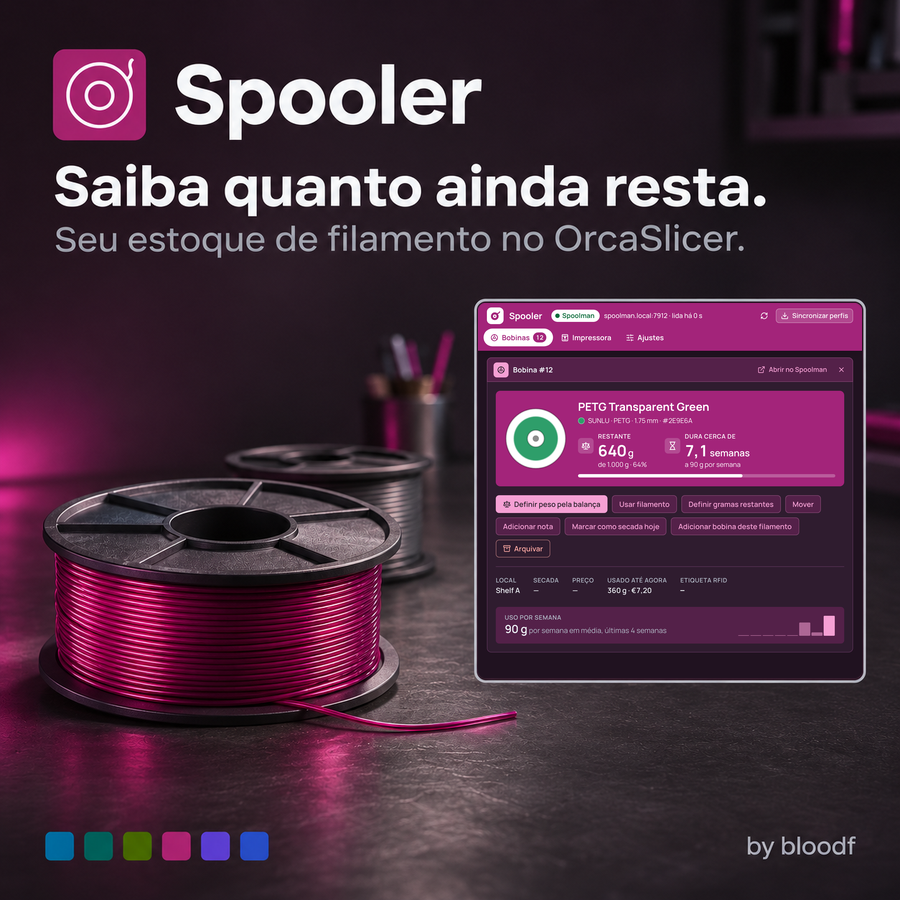 Spooler
Saiba quanto ainda resta.
Seu estoque de filamento no OrcaSlicer.
Spooler
Spoolman
spoolman.local:7912 · lida há 0 s
Sincronizar perfis
Bobinas 12
Impressora
Ajustes
Bobina #12
Abrir no Spoolman
PETG Transparent Green
SUNLU · PETG · 1.75 mm · #2E9E6A
RESTANTE
640 g
de 1.000 g · 64%
DURA CERCA DE
7,1 semanas
a 90 g por semana
Definir peso pela balança
Usar filamento
Definir gramas restantes
Mover
Adicionar nota
Marcar como secada hoje
Adicionar bobina deste filamento
Arquivar
LOCAL
Shelf A
SECADA
–
PREÇO
–
USADO ATÉ AGORA
360 g · €7,20
ETIQUETA RFID
–
USO POR SEMANA
90 g por semana em média, últimas 4 semanas
by bloodf